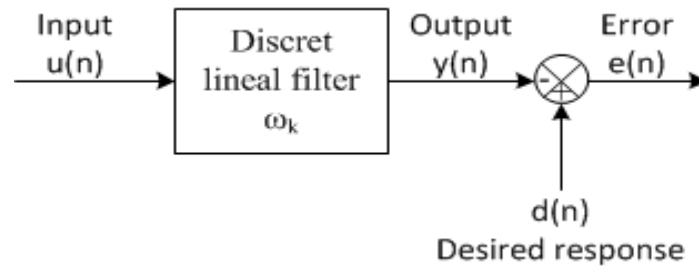 Input
u(n)
Discret
lineal filter
ωk
Output
y(n)
-
+
Error
e(n)
d(n)
Desired response